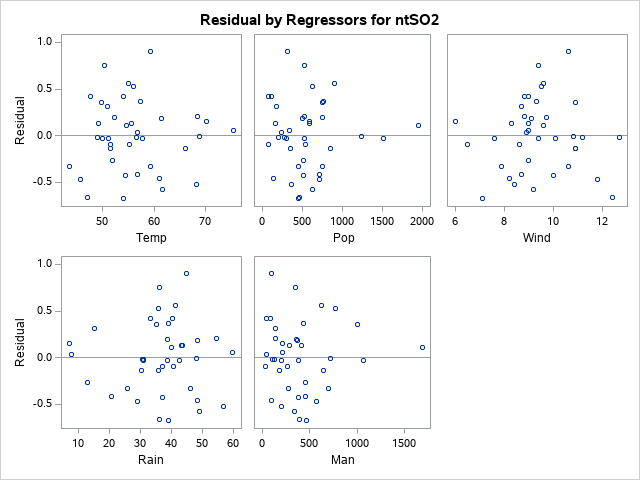 Residual by Regressors for ntSO2
1.0
0.5
0.0
-0.5
Residual
50 60 70
Temp
0 500 1000 1500 2000
Pop
6 8 10 12
Wind
1.0
0.5
0.0
-0.5
Residual
10 20 30 40 50 60
Rain
0 500 1000 1500
Man